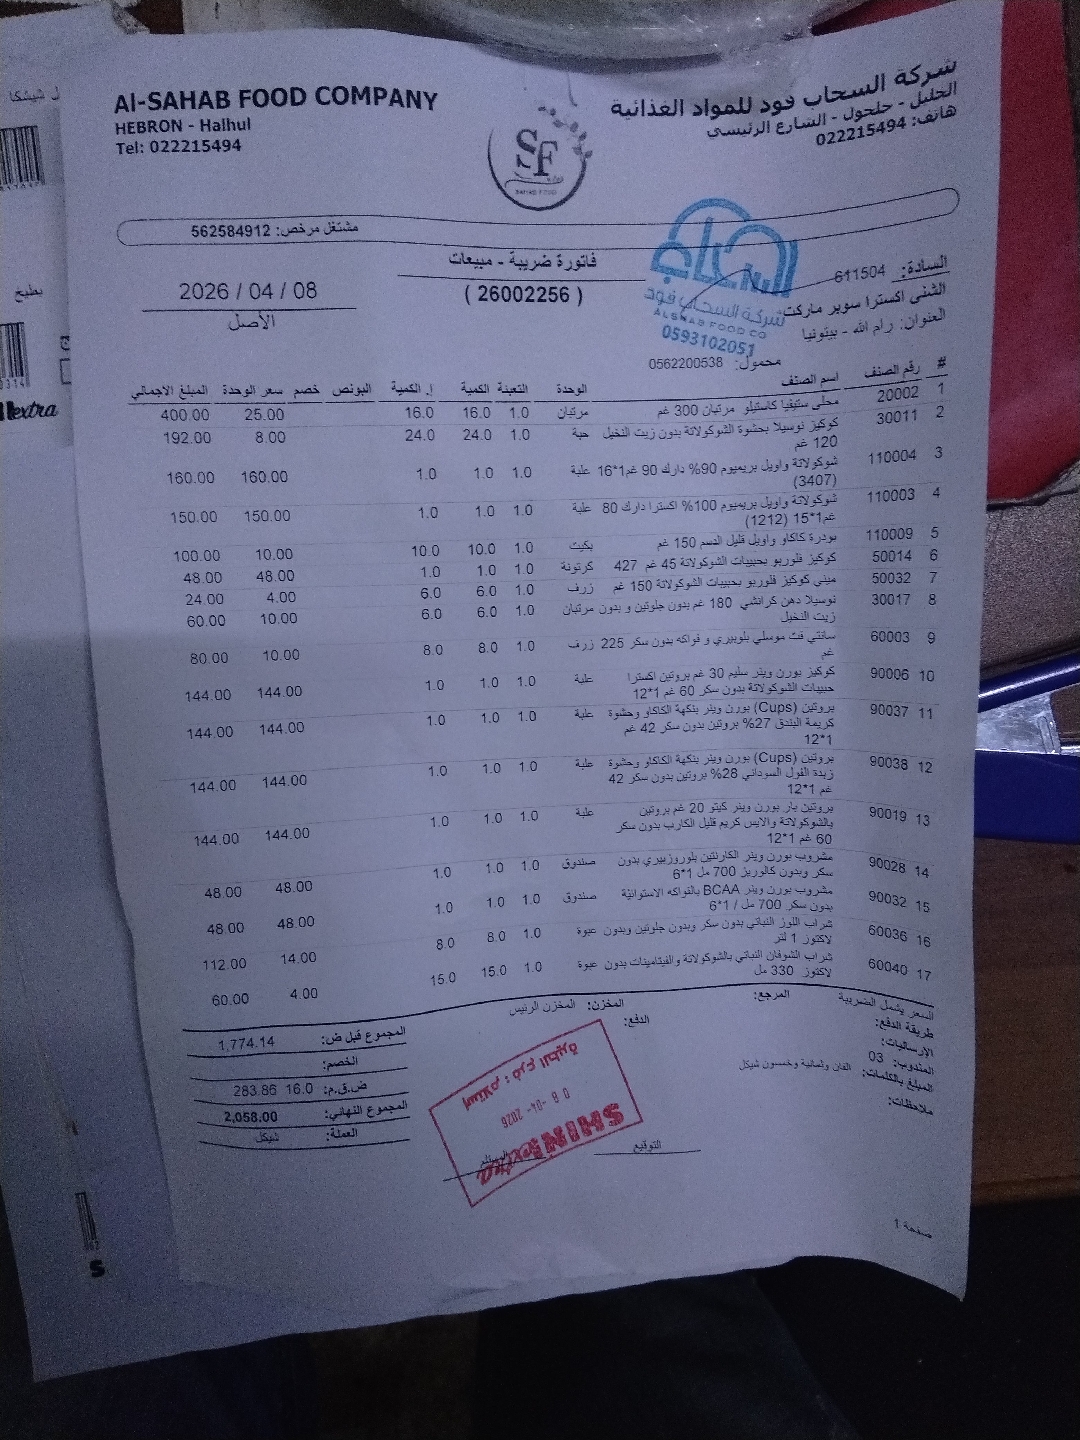 Al-SAHAB FOOD COMPANY
HEBRON - Halhul
Tel: 022215494
شركة السحاب فود للمواد الغذائية
الخليل - حلحول - الشارع الرئيسي
هاتف: 022215494
SF
SAHAB FOOD
مشتغل مرخص: 562584912
فاتورة ضريبة - مبيعات
( 26002256 )
2026 / 04 / 08
الأصل
السحاب
شركة السحاب فود
ALSHAB FOOD CO
0593102051
السادة: 611504
الشنى اكسترا سوبر ماركت
العنوان: رام الله - بيتونيا
محمول: 0562200538
# رقم الصنف اسم الصنف الوحدة التعبئة الكمية إ. الكمية البونص خصم سعر الوحدة المبلغ الاجمالي
1 20002 محلى ستيفيا كاستيلو مرتبان 300 غم مرتبان 1.0 16.0 16.0 25.00 400.00
2 30011 كوكيز نوسيلا بحشوة الشوكولاتة بدون زيت النخيل حبة 1.0 24.0 24.0 8.00 192.00
120 غم
3 110004 شوكولاتة واويل بريميوم 90% دارك 90 غم1*16 علبة 1.0 1.0 1.0 160.00 160.00
(3407)
4 110003 شوكولاتة واويل بريميوم 100% اكسترا دارك 80 علبة 1.0 1.0 1.0 150.00 150.00
غم1*15 (1212)
5 110009 بودرة كاكاو واويل قليل الدسم 150 غم بكيت 1.0 10.0 10.0 10.00 100.00
6 50014 كوكيز فلوريو بحبيبات الشوكولاتة 45 غم 427 كرتونة 1.0 1.0 1.0 48.00 48.00
7 50032 ميني كوكيز فلوريو بحبيبات الشوكولاتة 150 غم زرف 1.0 6.0 6.0 4.00 24.00
8 30017 نوسيلا دهن كرانشي 180 غم بدون جلوتين و بدون مرتبان 1.0 6.0 6.0 10.00 60.00
زيت النخيل
9 60003 سانتي فت موسلي بلوبيري و فواكه بدون سكر 225 زرف 1.0 8.0 8.0 10.00 80.00
غم
10 90006 كوكيز بورن وينر سليم 30 غم بروتين اكسترا علبة 1.0 1.0 1.0 144.00 144.00
حبيبات الشوكولاتة بدون سكر 60 غم 1*12
11 90037 بروتين (Cups) بورن وينر بنكهة الكاكاو وحشوة علبة 1.0 1.0 1.0 144.00 144.00
كريمة البندق 27% بروتين بدون سكر 42 غم
1*12
12 90038 بروتين (Cups) بورن وينر بنكهة الكاكاو وحشوة علبة 1.0 1.0 1.0 144.00 144.00
زبدة الفول السوداني 28% بروتين بدون سكر 42
غم 1*12
13 90019 بروتين بار بورن وينر كيتو 20 غم بروتين علبة 1.0 1.0 1.0 144.00 144.00
بالشوكولاتة والايس كريم قليل الكارب بدون سكر
60 غم 1*12
14 90028 مشروب بورن وينر الكارنتين بلوروزبيري بدون صندوق 1.0 1.0 1.0 48.00 48.00
سكر وبدون كالوريز 700 مل 1*6
15 90032 مشروب بورن وينر BCAA بالفواكه الاستوائية صندوق 1.0 1.0 1.0 48.00 48.00
بدون سكر 700 مل / 1*6
16 60036 شراب اللوز النباتي بدون سكر وبدون جلوتين وبدون عبوة 1.0 8.0 8.0 14.00 112.00
لاكتوز 1 لتر
17 60040 شراب الشوفان النباتي بالشوكولاتة والفيتامينات بدون عبوة 1.0 15.0 15.0 4.00 60.00
لاكتوز 330 مل
السعر يشمل الضريبة
المرجع:
المخزن: المخزن الرئيس
طريقة الدفع:
الدفع:
الإرساليات:
المندوب: 03
المبلغ بالكلمات: الفان وثمانية وخمسون شيكل
ملاحظات:
المجموع قبل ض: 1,774.14
الخصم:
ض.ق.م: 16.0 283.86
المجموع النهائي: 2,058.00
العملة: شيكل
08 -04- 2026
SHINI extra
التوقيع
صفحة 1
extra
بطيخ
S